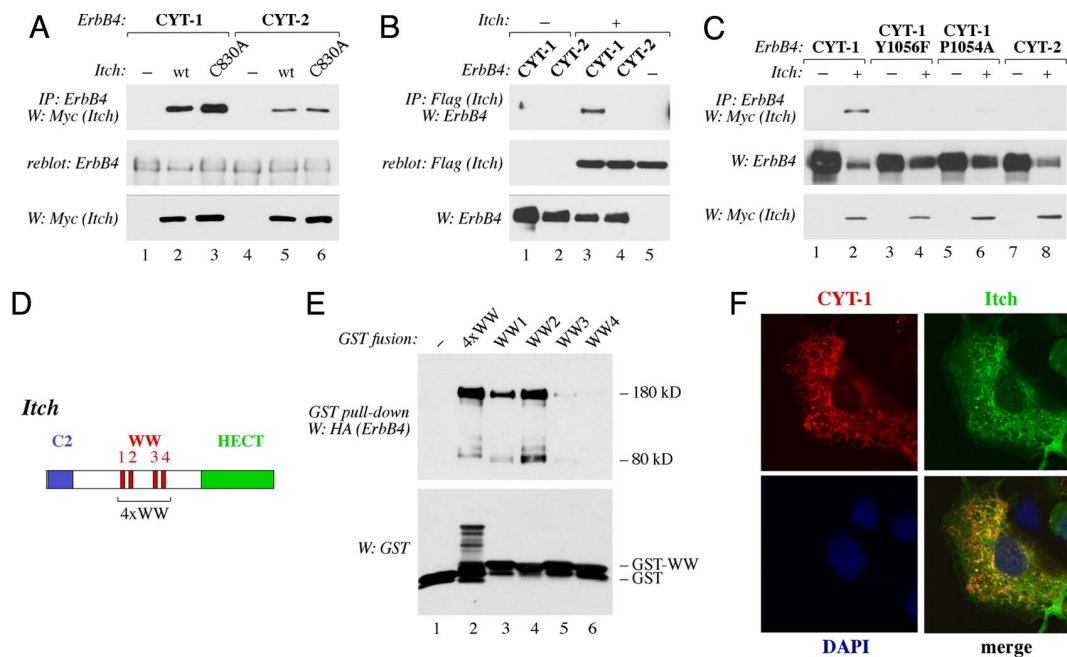 A
ErbB4: CYT-1 CYT-2
Itch: – wt C830A – wt C830A
IP: ErbB4
W: Myc (Itch)
reblot: ErbB4
W: Myc (Itch)
1 2 3 4 5 6
B
Itch: – +
ErbB4: CYT-1 CYT-2 CYT-1 CYT-2 –
IP: Flag (Itch)
W: ErbB4
reblot: Flag (Itch)
W: ErbB4
1 2 3 4 5
C
CYT-1 CYT-1
ErbB4: CYT-1 Y1056F P1054A CYT-2
Itch: – + – + – + – +
IP: ErbB4
W: Myc (Itch)
W: ErbB4
W: Myc (Itch)
1 2 3 4 5 6 7 8
D
Itch
C2 WW HECT
1 2 3 4
4xWW
E
GST fusion: – 4xWW WW1 WW2 WW3 WW4
– 180 kD
GST pull-down
W: HA (ErbB4)
– 80 kD
W: GST
– GST-WW
– GST
1 2 3 4 5 6
F
CYT-1 Itch
DAPI merge